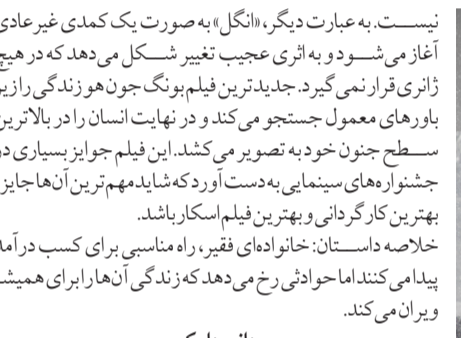 نیست. به عبارت دیگر، «انگل» به صورت یک کمدی غیر عادی
آغاز می‌شود و به اثری عجیب تغییر شکل می‌دهد که در هیچ
ژانری قرار نمی‌گیرد. جدیدترین فیلم بونگ جون هو زندگی را زیر
باورهای معمول جستجو می‌کند و در نهایت انسان را در بالاترین
سطح جنون خود به تصویر می‌کشد. این فیلم جوایز بسیاری در
جشنواره‌های سینمایی به‌دست آورد که شاید مهم‌ترین آن‌ها جایزه
بهترین کارگردانی و بهترین فیلم اسکار باشد.
خلاصه داستان: خانواده‌ای فقیر، راه مناسبی برای کسب درآمد
پیدا می‌کنند اما حوادثی رخ می‌دهد که زندگی آن‌ها را برای همیشه
ویران می‌کند.